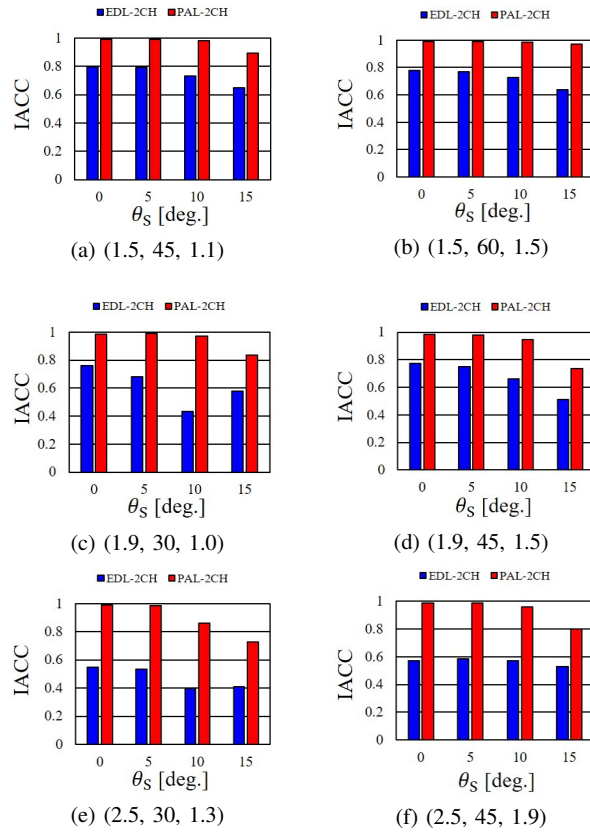 EDL-2CH PAL-2CH
1
0.8
0.6
0.4
0.2
0
IACC
0 5 10 15
θS [deg.]
(a) (1.5, 45, 1.1)
EDL-2CH PAL-2CH
1
0.8
0.6
0.4
0.2
0
IACC
0 5 10 15
θS [deg.]
(b) (1.5, 60, 1.5)
EDL-2CH PAL-2CH
1
0.8
0.6
0.4
0.2
0
IACC
0 5 10 15
θS [deg.]
(c) (1.9, 30, 1.0)
EDL-2CH PAL-2CH
1
0.8
0.6
0.4
0.2
0
IACC
0 5 10 15
θS [deg.]
(d) (1.9, 45, 1.5)
EDL-2CH PAL-2CH
1
0.8
0.6
0.4
0.2
0
IACC
0 5 10 15
θS [deg.]
(e) (2.5, 30, 1.3)
EDL-2CH PAL-2CH
1
0.8
0.6
0.4
0.2
0
IACC
0 5 10 15
θS [deg.]
(f) (2.5, 45, 1.9)